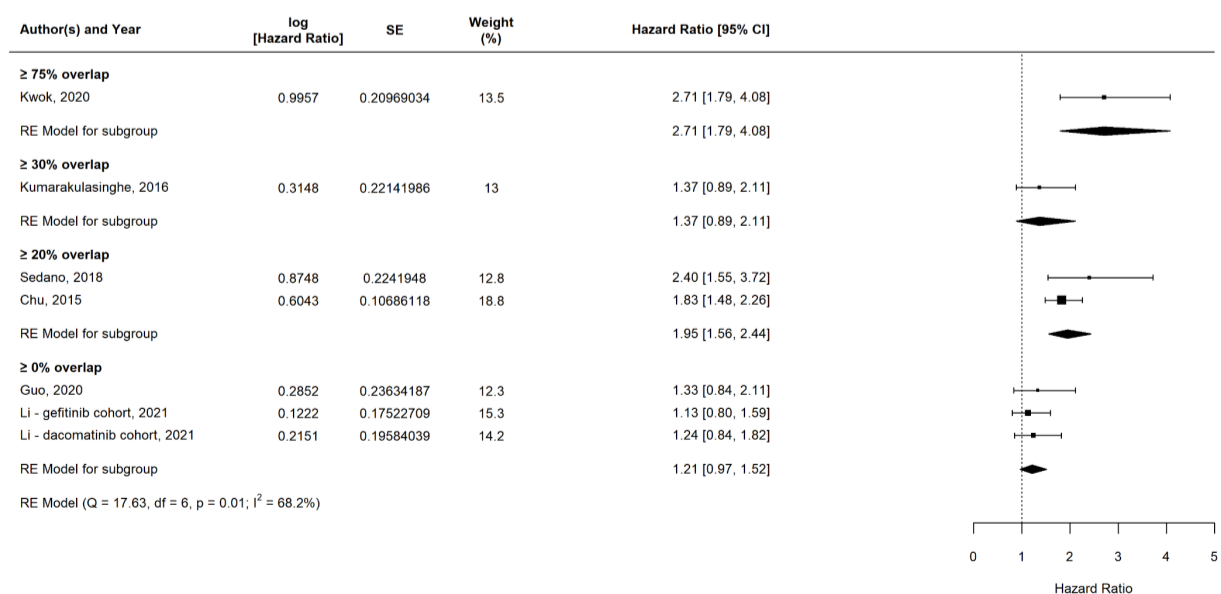 Author(s) and Year log [Hazard Ratio] SE Weight (%) Hazard Ratio [95% CI]
≥ 75% overlap
Kwok, 2020 0.9957 0.20969034 13.5 2.71 [1.79, 4.08]
RE Model for subgroup 2.71 [1.79, 4.08]
≥ 30% overlap
Kumarakulasinghe, 2016 0.3148 0.22141986 13 1.37 [0.89, 2.11]
RE Model for subgroup 1.37 [0.89, 2.11]
≥ 20% overlap
Sedano, 2018 0.8748 0.2241948 12.8 2.40 [1.55, 3.72]
Chu, 2015 0.6043 0.10686118 18.8 1.83 [1.48, 2.26]
RE Model for subgroup 1.95 [1.56, 2.44]
≥ 0% overlap
Guo, 2020 0.2852 0.23634187 12.3 1.33 [0.84, 2.11]
Li - gefitinib cohort, 2021 0.1222 0.17522709 15.3 1.13 [0.80, 1.59]
Li - dacomatinib cohort, 2021 0.2151 0.19584039 14.2 1.24 [0.84, 1.82]
RE Model for subgroup 1.21 [0.97, 1.52]
RE Model (Q = 17.63, df = 6, p = 0.01; I² = 68.2%)
0 1 2 3 4 5
Hazard Ratio